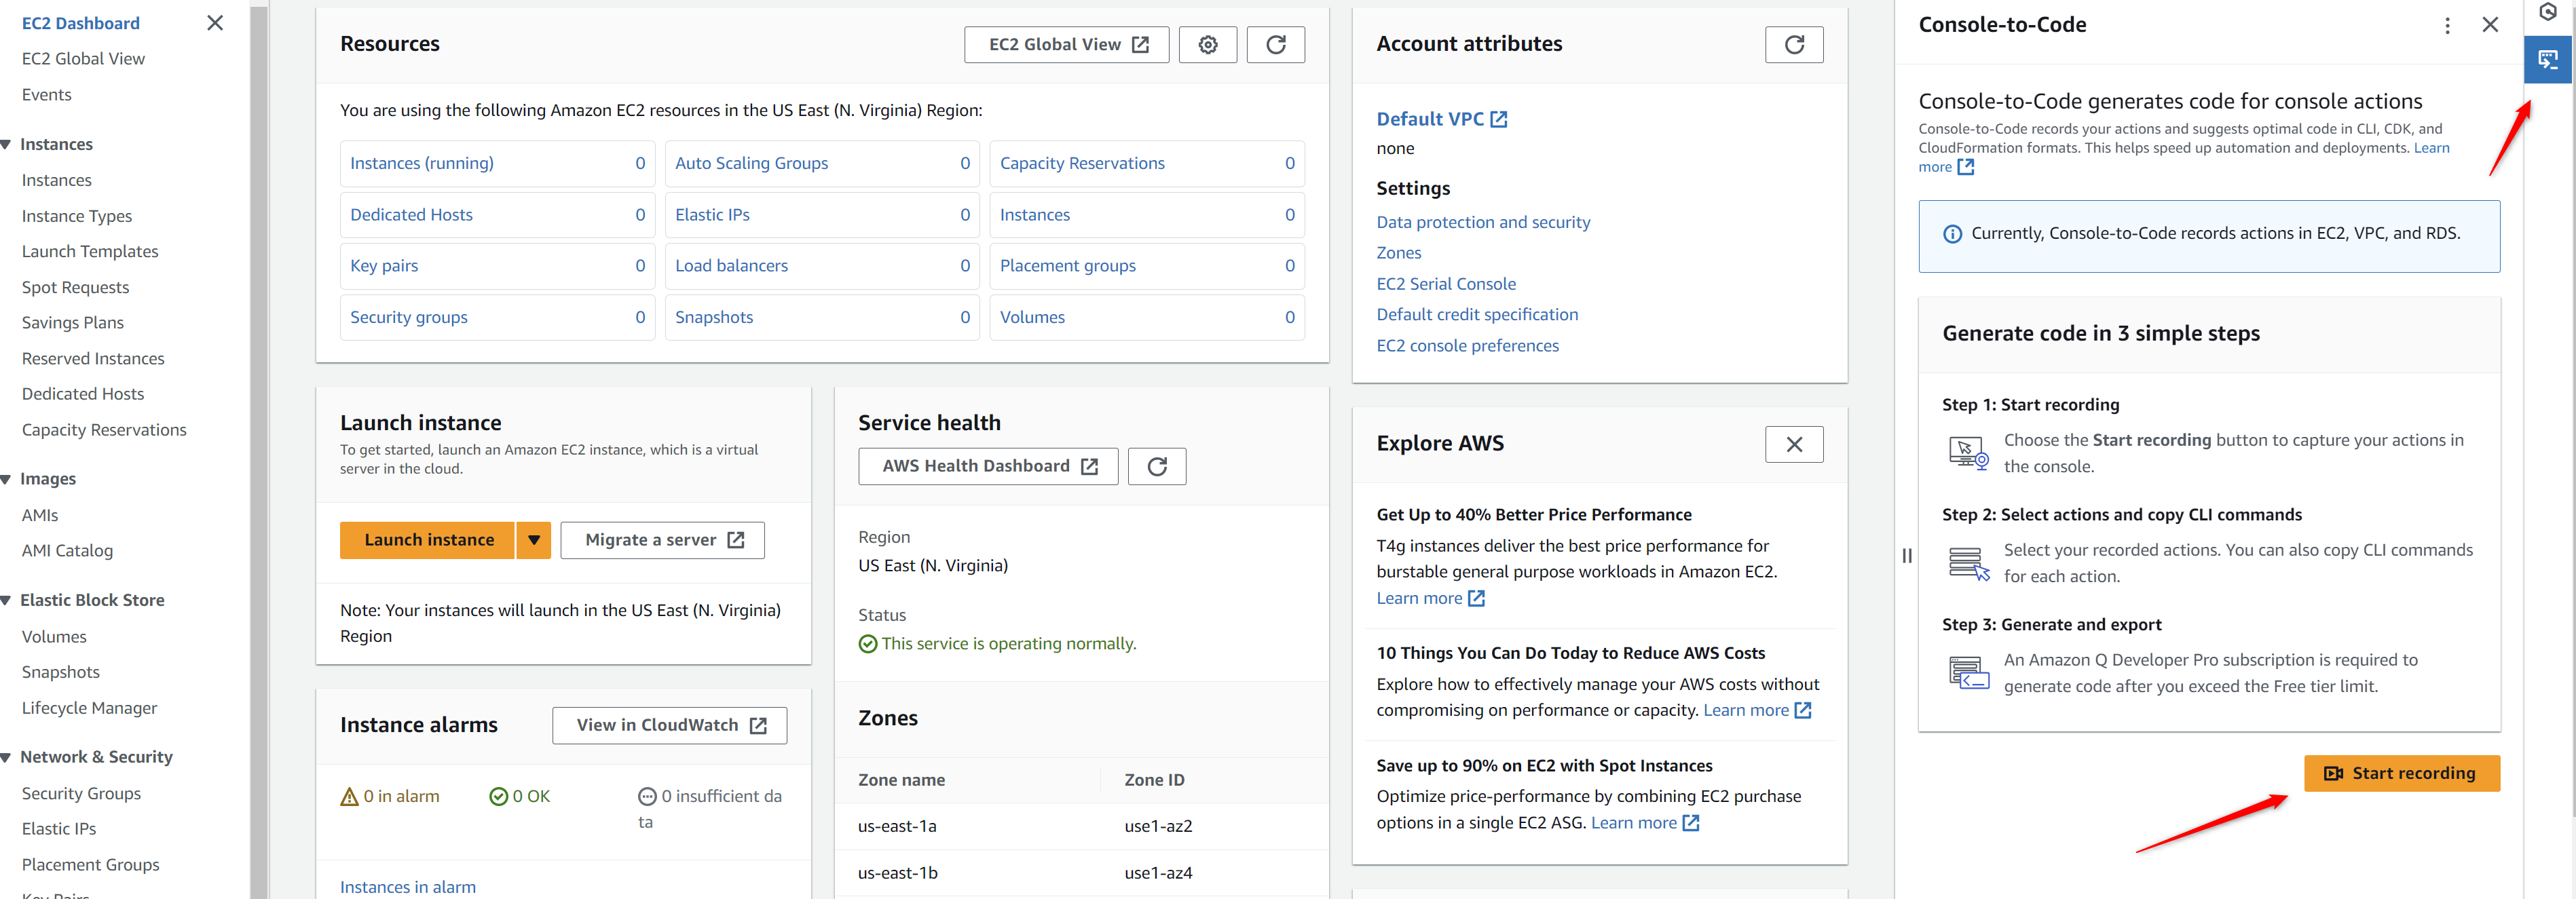 EC2 Dashboard
EC2 Global View
Events
Instances
Instances
Instance Types
Launch Templates
Spot Requests
Savings Plans
Reserved Instances
Dedicated Hosts
Capacity Reservations
Images
AMIs
AMI Catalog
Elastic Block Store
Volumes
Snapshots
Lifecycle Manager
Network & Security
Security Groups
Elastic IPs
Placement Groups
Key Pairs
Resources
EC2 Global View
You are using the following Amazon EC2 resources in the US East (N. Virginia) Region:
Instances (running) 0
Auto Scaling Groups 0
Capacity Reservations 0
Dedicated Hosts 0
Elastic IPs 0
Instances 0
Key pairs 0
Load balancers 0
Placement groups 0
Security groups 0
Snapshots 0
Volumes 0
Launch instance
To get started, launch an Amazon EC2 instance, which is a virtual
server in the cloud.
Launch instance
Migrate a server
Note: Your instances will launch in the US East (N. Virginia)
Region
Instance alarms
View in CloudWatch
0 in alarm
0 OK
0 insufficient da
ta
Instances in alarm
Service health
AWS Health Dashboard
Region
US East (N. Virginia)
Status
This service is operating normally.
Zones
Zone name Zone ID
us-east-1a use1-az2
us-east-1b use1-az4
Account attributes
Default VPC
none
Settings
Data protection and security
Zones
EC2 Serial Console
Default credit specification
EC2 console preferences
Explore AWS
Get Up to 40% Better Price Performance
T4g instances deliver the best price performance for
burstable general purpose workloads in Amazon EC2.
Learn more
10 Things You Can Do Today to Reduce AWS Costs
Explore how to effectively manage your AWS costs without
compromising on performance or capacity. Learn more
Save up to 90% on EC2 with Spot Instances
Optimize price-performance by combining EC2 purchase
options in a single EC2 ASG. Learn more
Console-to-Code
Console-to-Code generates code for console actions
Console-to-Code records your actions and suggests optimal code in CLI, CDK, and
CloudFormation formats. This helps speed up automation and deployments. Learn
more
Currently, Console-to-Code records actions in EC2, VPC, and RDS.
Generate code in 3 simple steps
Step 1: Start recording
Choose the Start recording button to capture your actions in
the console.
Step 2: Select actions and copy CLI commands
Select your recorded actions. You can also copy CLI commands
for each action.
Step 3: Generate and export
An Amazon Q Developer Pro subscription is required to
generate code after you exceed the Free tier limit.
Start recording